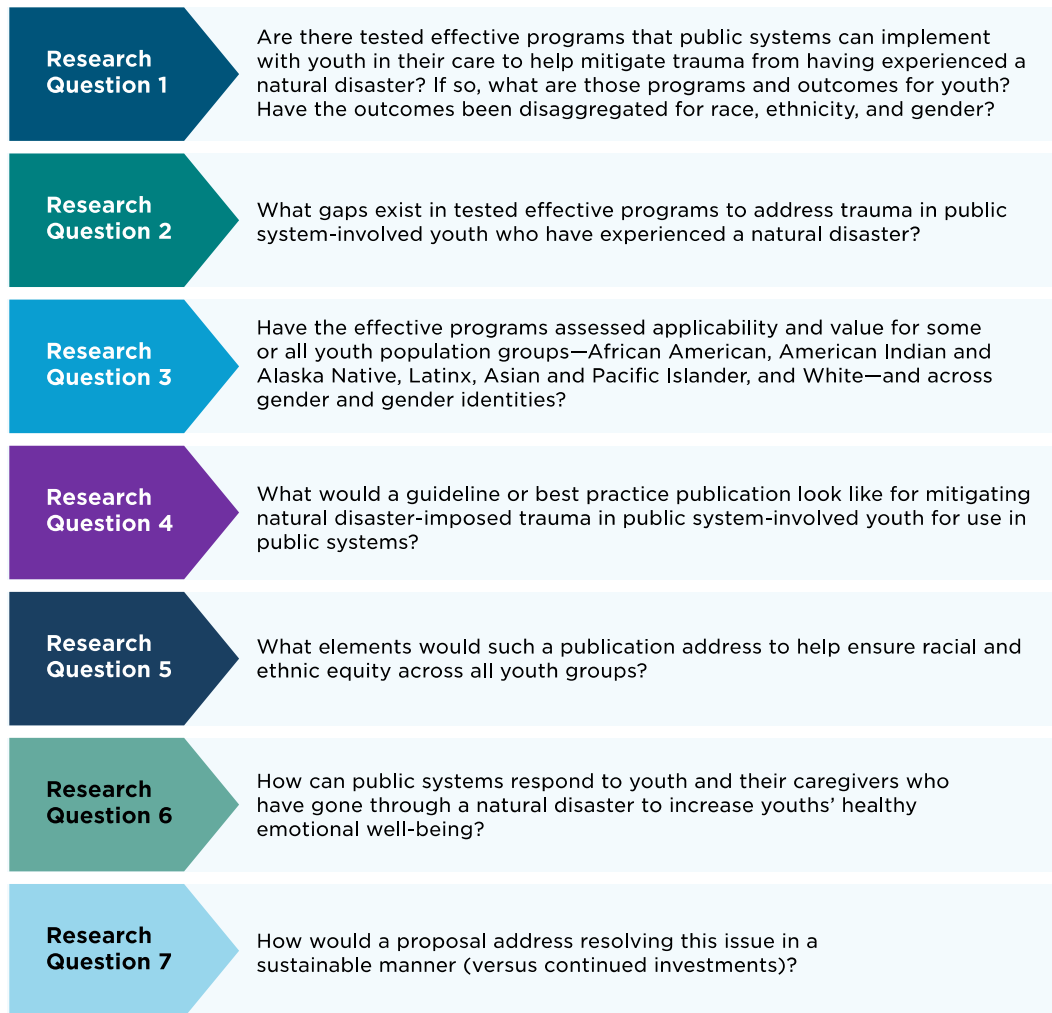 Research
Question 1
Are there tested effective programs that public systems can implement
with youth in their care to help mitigate trauma from having experienced a
natural disaster? If so, what are those programs and outcomes for youth?
Have the outcomes been disaggregated for race, ethnicity, and gender?
Research
Question 2
What gaps exist in tested effective programs to address trauma in public
system-involved youth who have experienced a natural disaster?
Research
Question 3
Have the effective programs assessed applicability and value for some
or all youth population groups—African American, American Indian and
Alaska Native, Latinx, Asian and Pacific Islander, and White—and across
gender and gender identities?
Research
Question 4
What would a guideline or best practice publication look like for mitigating
natural disaster-imposed trauma in public system-involved youth for use in
public systems?
Research
Question 5
What elements would such a publication address to help ensure racial and
ethnic equity across all youth groups?
Research
Question 6
How can public systems respond to youth and their caregivers who
have gone through a natural disaster to increase youths’ healthy
emotional well-being?
Research
Question 7
How would a proposal address resolving this issue in a
sustainable manner (versus continued investments)?